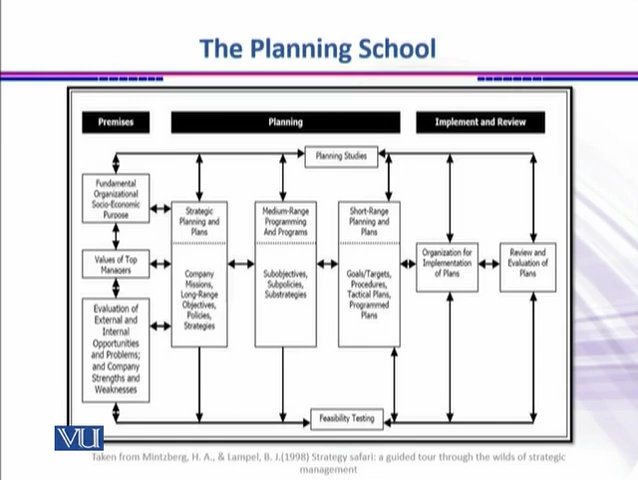 The Planning School
Premises
Planning
Implement and Review
Planning Studies
Fundamental
Organizational
Socio-Economic
Purpose
Values of Top
Managers
Evaluation of
External and
Internal
Opportunities
and Problems;
and Company
Strengths and
Weaknesses
Strategic
Planning and
Plans
Company
Missions,
Long-Range
Objectives,
Policies,
Strategies
Medium-Range
Programming
And Programs
Subobjectives,
Subpolicies,
Substrategies
Short-Range
Planning and
Plans
Goals/Targets,
Procedures,
Tactical Plans,
Programmed
Plans
Organization for
Implementation
of Plans
Review and
Evaluation of
Plans
Feasibility Testing
VU
Taken from Mintzberg, H. A., & Lampel, B. J.(1998) Strategy safari: a guided tour through the wilds of strategic
management